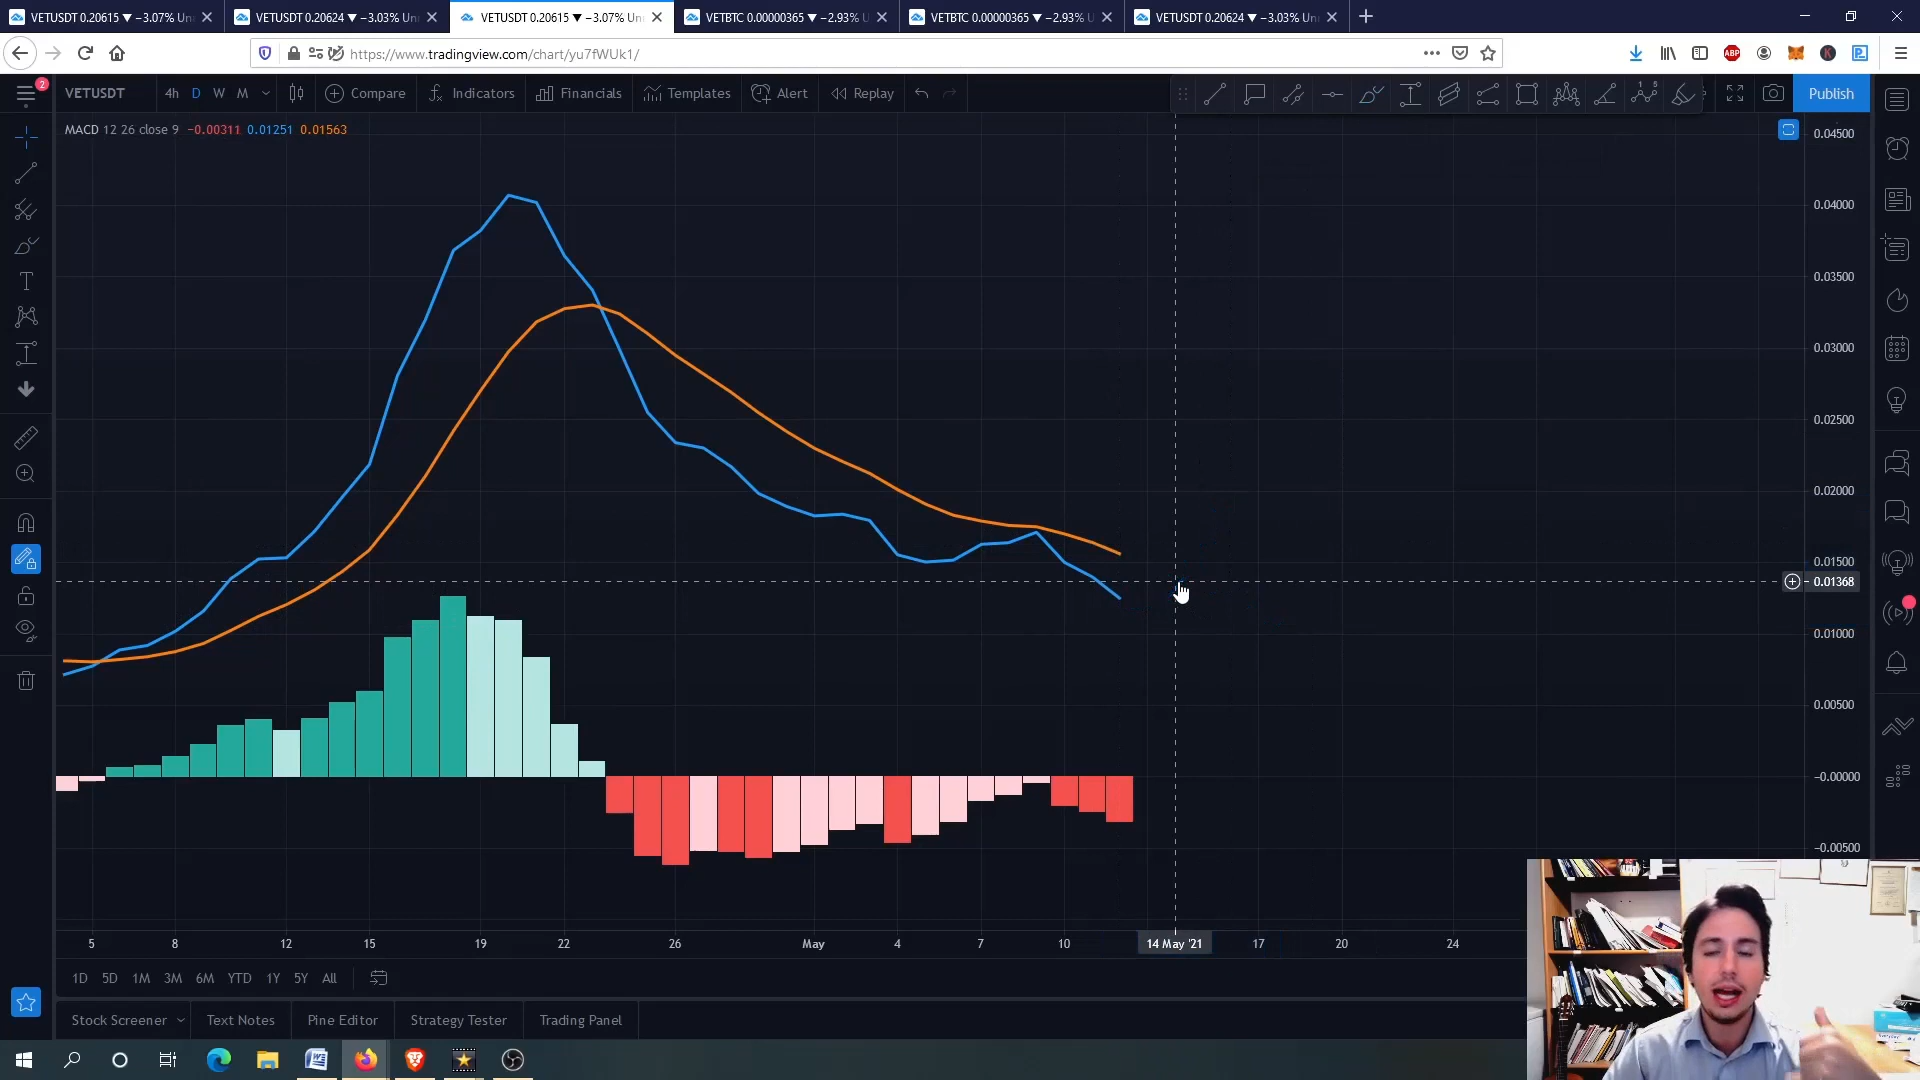 VETUSDT 0.20615 ▼ −3.07% Un
VETUSDT 0.20624 ▼ −3.03% Un
VETUSDT 0.20615 ▼ −3.07% Un
VETBTC 0.00000365 ▼ −2.93% U
VETBTC 0.00000365 ▼ −2.93% U
VETUSDT 0.20624 ▼ −3.03% Un
https://www.tradingview.com/chart/yu7fWUk1/
ABP
K
2
VETUSDT
4h D W M
Compare
Indicators
Financials
Templates
Alert
Replay
Publish
MACD 12 26 close 9 −0.00311 0.01251 0.01563
0.04500
0.04000
0.03500
0.03000
0.02500
0.02000
0.01500
0.01368
0.01000
0.00500
−0.00000
−0.00500
5 8 12 15 19 22 26 May 4 7 10 14 May '21 17 20 24
1D 5D 1M 3M 6M YTD 1Y 5Y All
Stock Screener Text Notes Pine Editor Strategy Tester Trading Panel